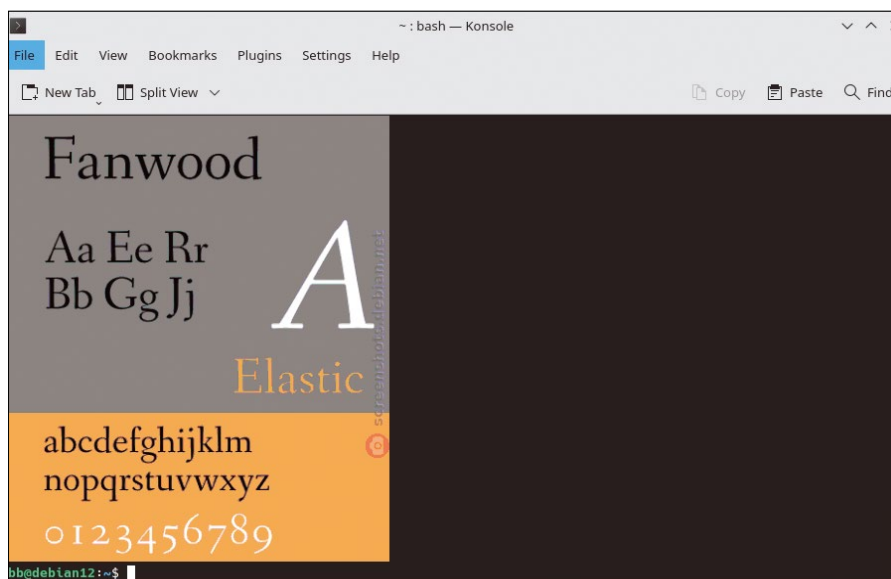 ~ : bash — Konsole
File Edit View Bookmarks Plugins Settings Help
New Tab Split View Copy Paste Find
Fanwood
Aa Ee Rr
Bb Gg Jj
A
Elastic
screenshots.debian.net
abcdefghijklm
nopqrstuvwxyz
0123456789
bb@debian12:~$